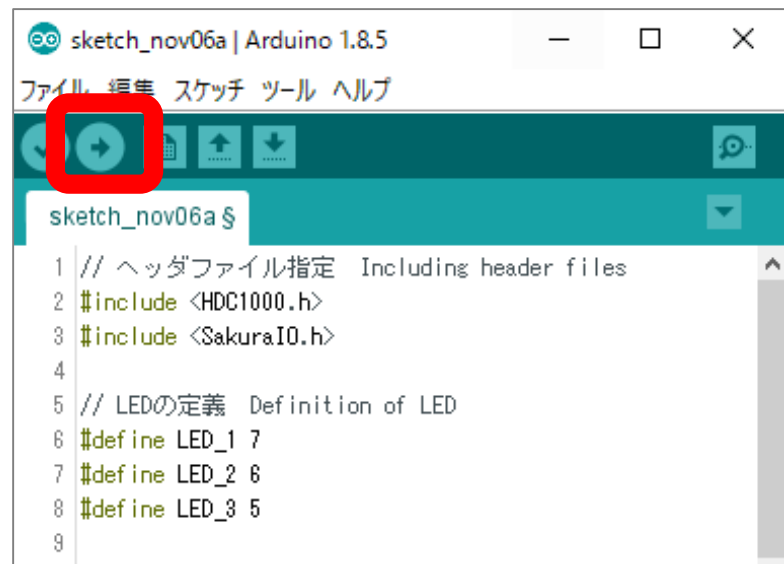 sketch_nov06a | Arduino 1.8.5
ファイル 編集 スケッチ ツール ヘルプ
sketch_nov06a §
1 // ヘッダファイル指定　Including header files
2 #include <HDC1000.h>
3 #include <SakuraIO.h>
4
5 // LEDの定義　Definition of LED
6 #define LED_1 7
7 #define LED_2 6
8 #define LED_3 5
9